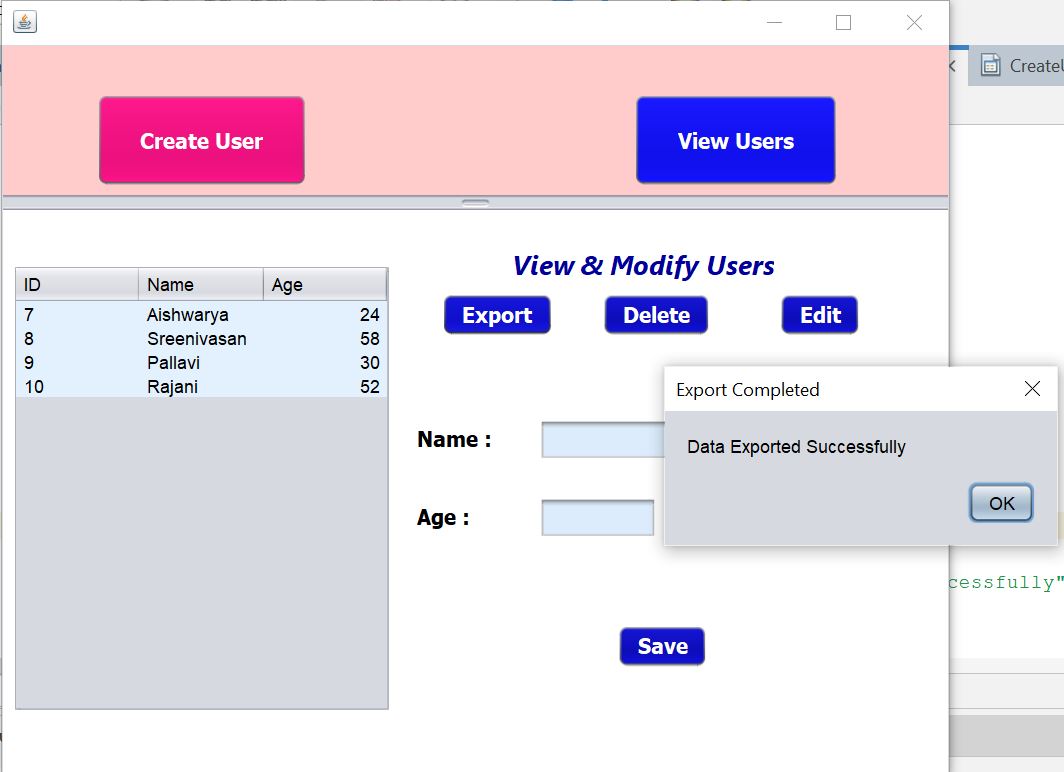 CreateU
Create User
View Users
View & Modify Users
ID Name Age
7 Aishwarya 24
8 Sreenivasan 58
9 Pallavi 30
10 Rajani 52
Export Delete Edit
Export Completed
Data Exported Successfully
OK
Name :
Age :
cessfully"
Save